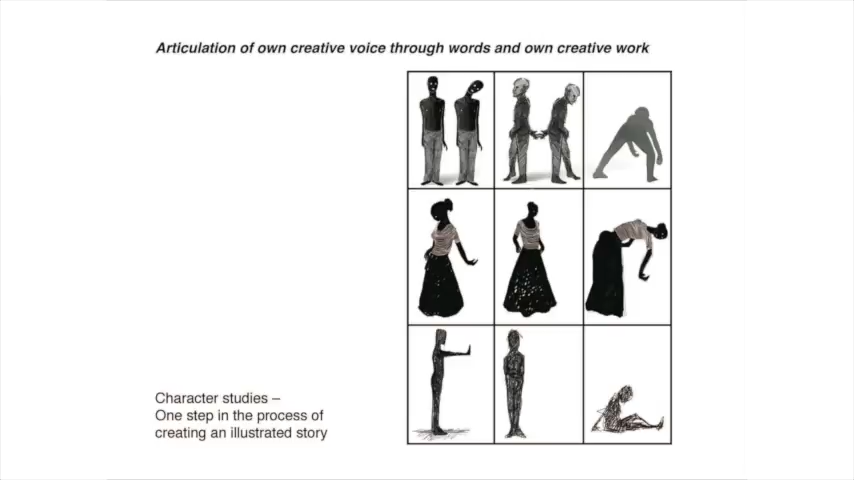 Articulation of own creative voice through words and own creative work
Character studies –
One step in the process of
creating an illustrated story